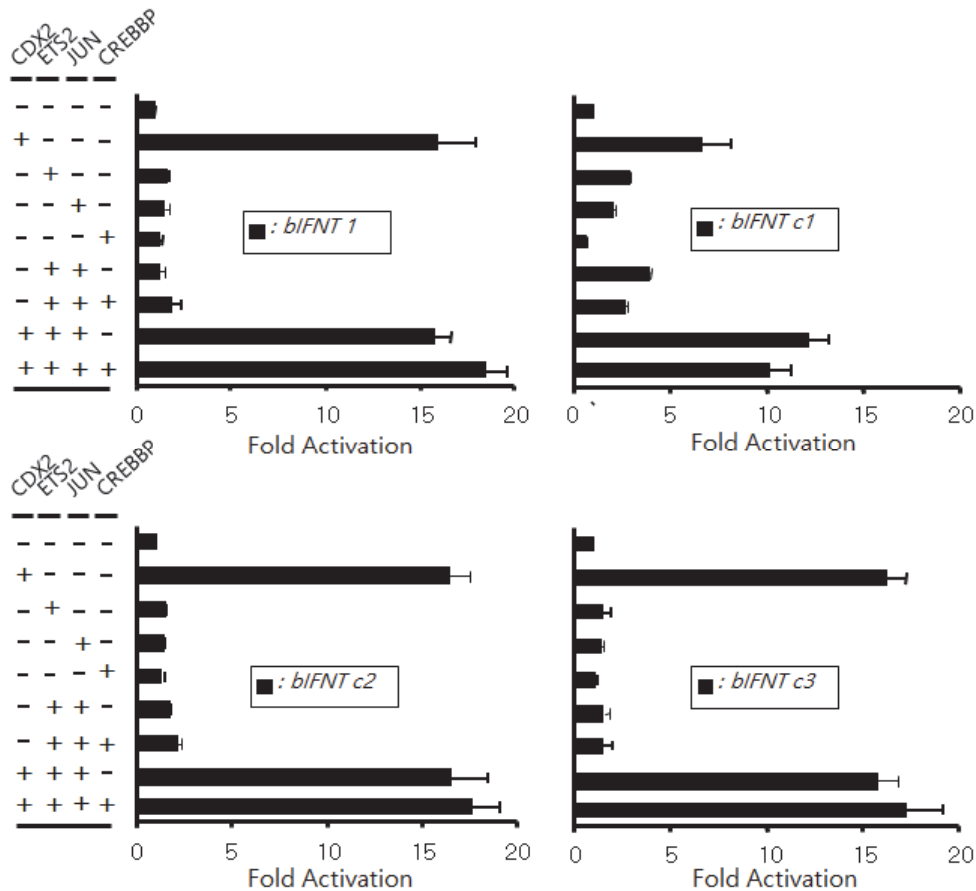 CDX2 ETS2 JUN CREBBP
- - - -
+ - - -
- + - -
- - + -
- - - +
- + + -
- + + +
+ + + -
+ + + +
: bIFNT 1
0 5 10 15 20
Fold Activation
: bIFNT c1
0 5 10 15 20
Fold Activation
CDX2 ETS2 JUN CREBBP
- - - -
+ - - -
- + - -
- - + -
- - - +
- + + -
- + + +
+ + + -
+ + + +
: bIFNT c2
0 5 10 15 20
Fold Activation
: bIFNT c3
0 5 10 15 20
Fold Activation